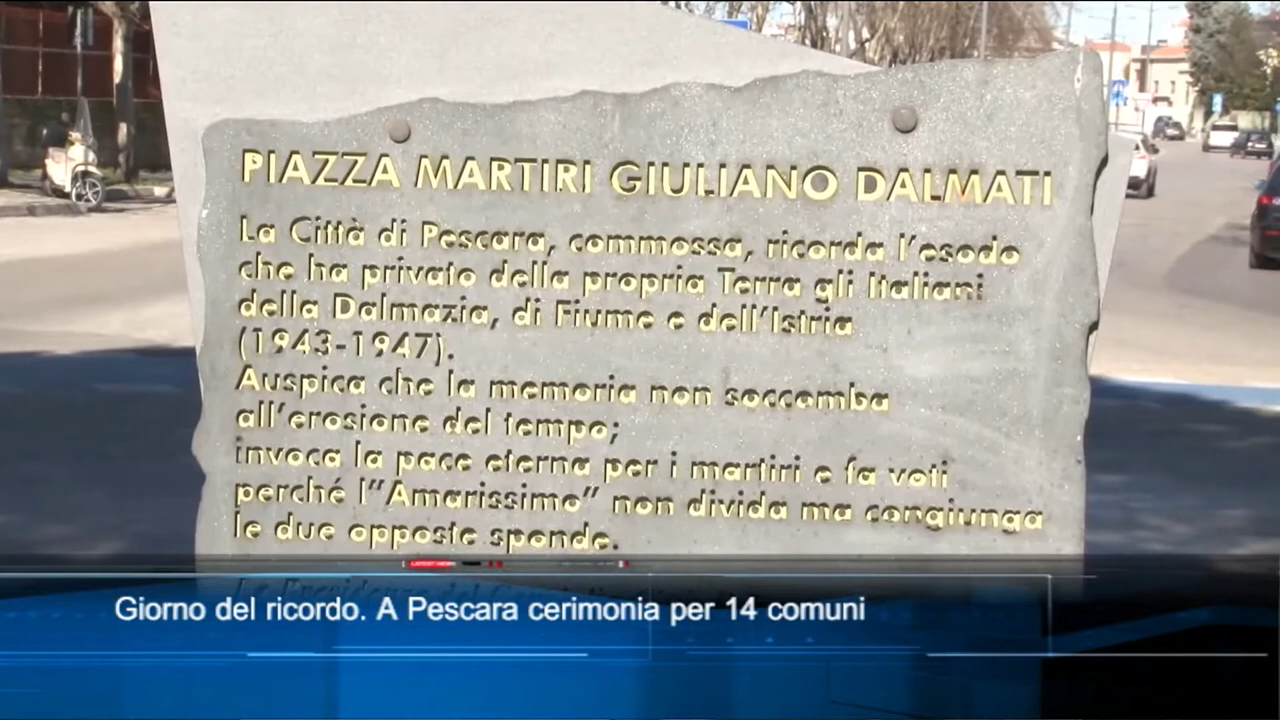 PIAZZA MARTIRI GIULIANO DALMATI
La Città di Pescara, commossa, ricorda l'esodo
che ha privato della propria Terra gli Italiani
della Dalmazia, di Fiume e dell'Istria
(1943-1947).
Auspica che la memoria non soccomba
all'erosione del tempo;
invoca la pace eterna per i martiri e fa voti
perché l'"Amarissimo" non divida ma congiunga
le due opposte sponde.
LATEST NEWS
Giorno del ricordo. A Pescara cerimonia per 14 comuni